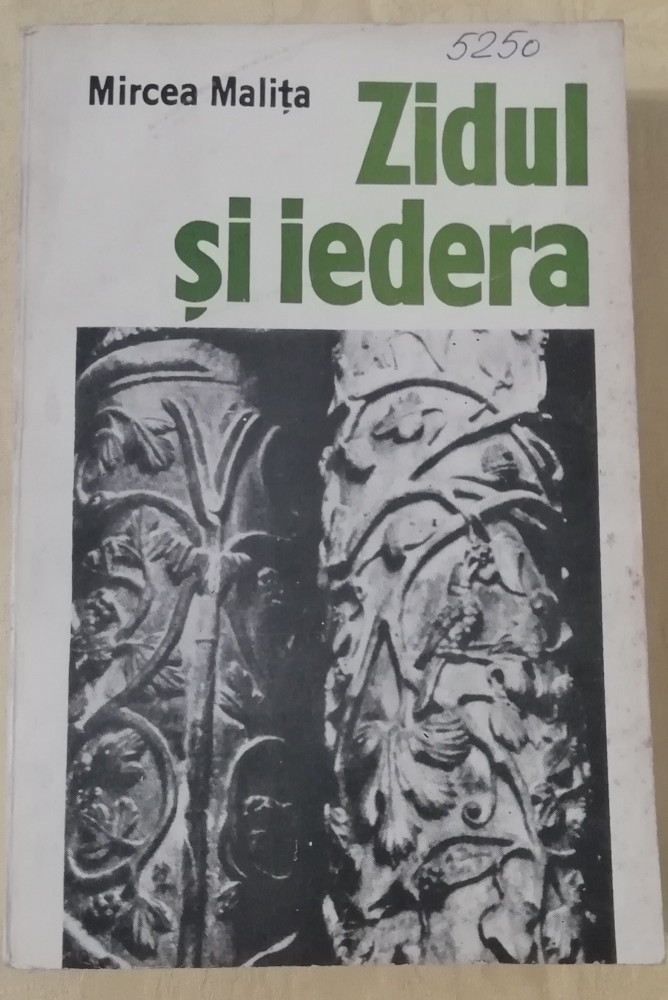 5250
Mircea Malița
Zidul
și iedera